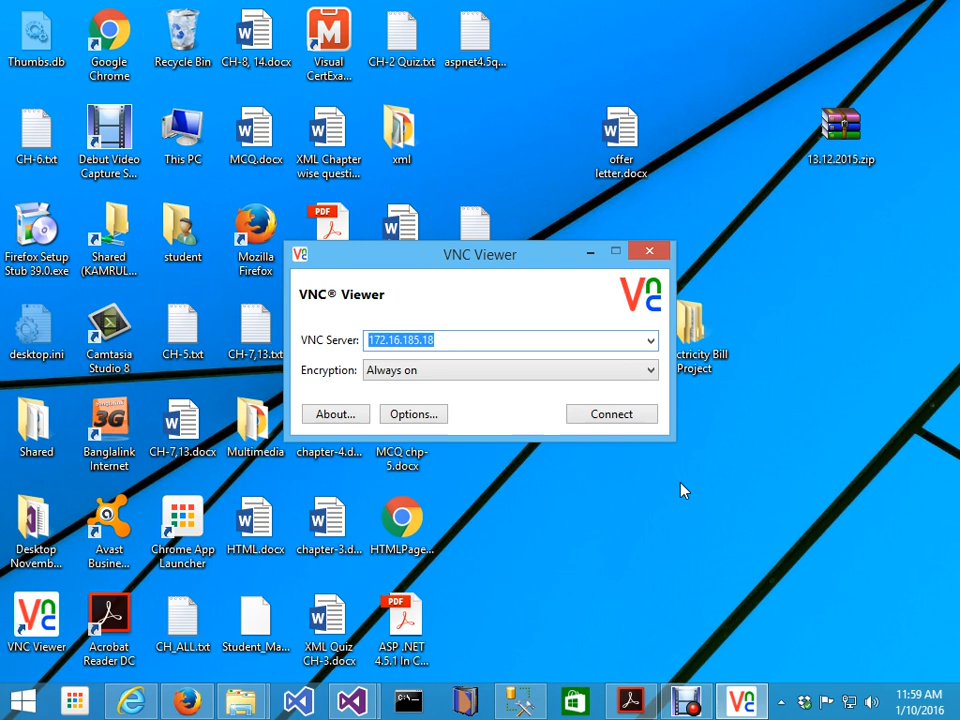 Thumbs.db
Google
Chrome
Recycle Bin
CH-8, 14.docx
Visual
CertExa...
CH-2 Quiz.txt
aspnet4.5q...
CH-6.txt
Debut Video
Capture S...
This PC
MCQ.docx
XML Chapter
wise questi...
xml
offer
letter.docx
13.12.2015.zip
Firefox Setup
Stub 39.0.exe
Shared
(KAMRUL...
student
Mozilla
Firefox
PDF
VNC Viewer
VNC® Viewer
VNC Server:
172.16.185.18
Encryption:
Always on
About...
Options...
Connect
desktop.ini
Camtasia
Studio 8
CH-5.txt
CH-7,13.txt
ctricity Bill
Project
Shared
Banglalink
Internet
CH-7,13.docx
Multimedia
chapter-4.d...
MCQ chp-
5.docx
Desktop
Novemb...
Avast
Busine...
Chrome App
Launcher
HTML.docx
chapter-3.d...
HTMLPage...
VNC Viewer
Acrobat
Reader DC
CH_ALL.txt
Student_Ma...
XML Quiz
CH-3.docx
PDF
ASP .NET
4.5.1 In C...
11:59 AM
1/10/2016